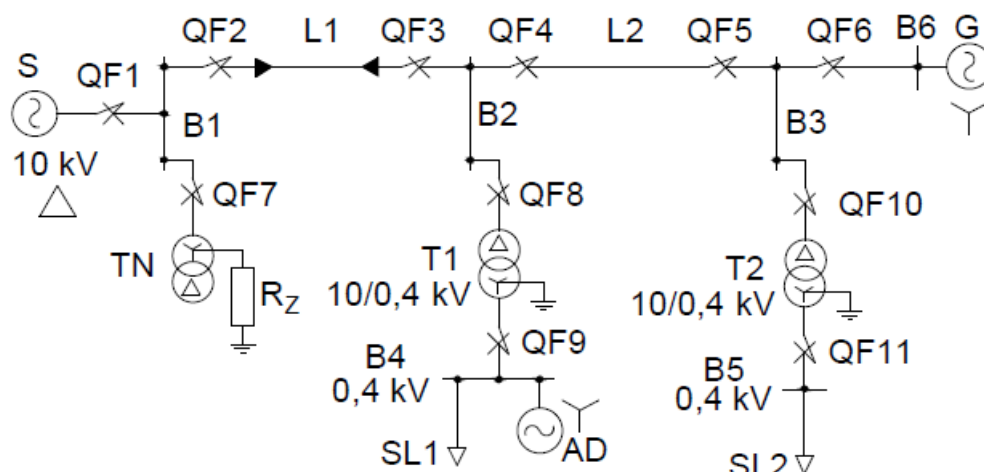 QF2 L1 QF3 QF4 L2 QF5 QF6 B6 G
S QF1
B1 B2 B3
10 kV
QF7 QF8 QF10
TN T1 T2
RZ 10/0,4 kV 10/0,4 kV
B4 QF9 B5 QF11
0,4 kV 0,4 kV
SL1 AD SL2